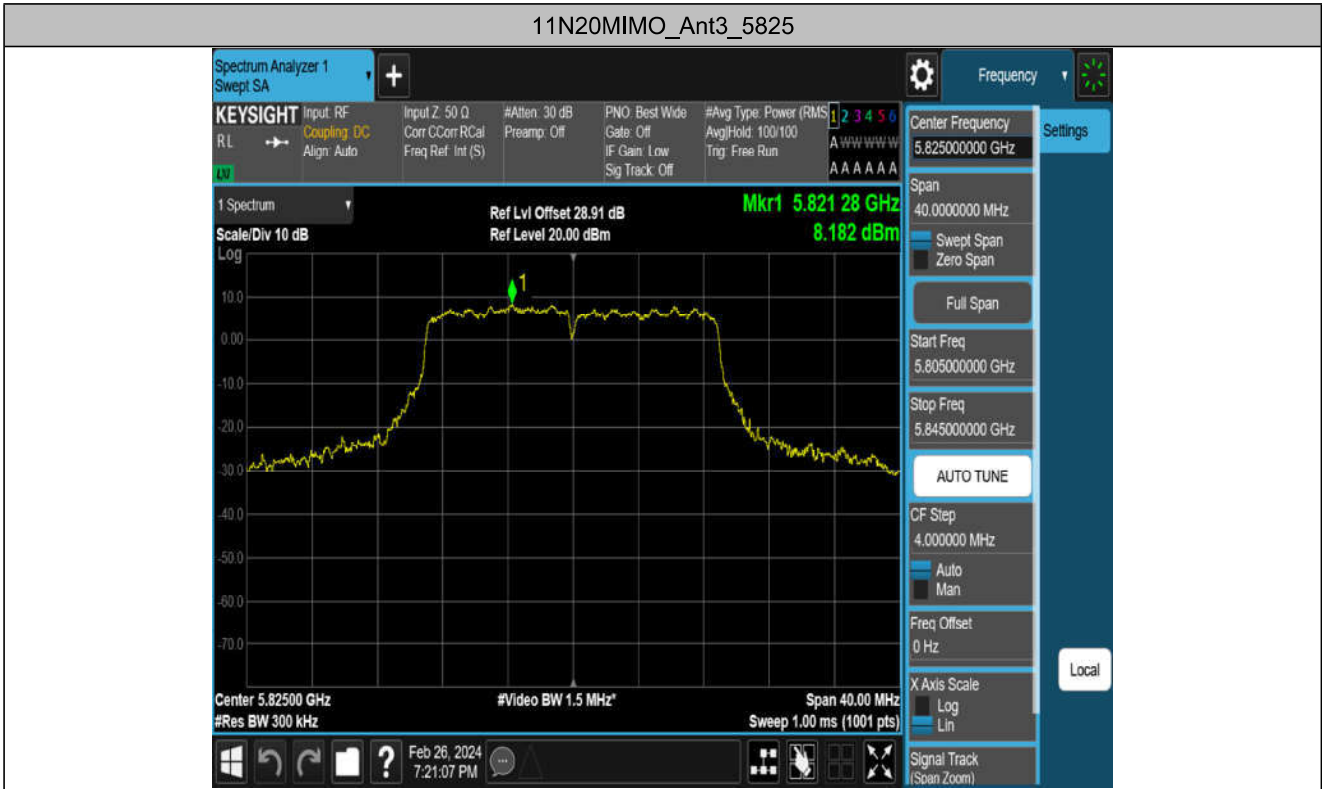 11N20MIMO_Ant3_5825
Spectrum Analyzer 1
Swept SA
+
Frequency
KEYSIGHT
RL
LXI
Input: RF
Coupling: DC
Align: Auto
Input Z: 50 Ω
Corr CCorr RCal
Freq Ref: Int (S)
#Atten: 30 dB
Preamp: Off
PNO: Best Wide
Gate: Off
IF Gain: Low
Sig Track: Off
#Avg Type: Power (RMS
Avg|Hold: 100/100
Trig: Free Run
1 2 3 4 5 6
A W W W W W
A A A A A A
1 Spectrum
Scale/Div 10 dB
Log
Ref Lvl Offset 28.91 dB
Ref Level 20.00 dBm
Mkr1 5.821 28 GHz
8.182 dBm
1
10.0
0.00
-10.0
-20.0
-30.0
-40.0
-50.0
-60.0
-70.0
Center 5.82500 GHz
#Res BW 300 kHz
#Video BW 1.5 MHz*
Span 40.00 MHz
Sweep 1.00 ms (1001 pts)
Center Frequency
5.825000000 GHz
Settings
Span
40.0000000 MHz
Swept Span
Zero Span
Full Span
Start Freq
5.805000000 GHz
Stop Freq
5.845000000 GHz
AUTO TUNE
CF Step
4.000000 MHz
Auto
Man
Freq Offset
0 Hz
X Axis Scale
Log
Lin
Local
Signal Track
(Span Zoom)
?
Feb 26, 2024
7:21:07 PM